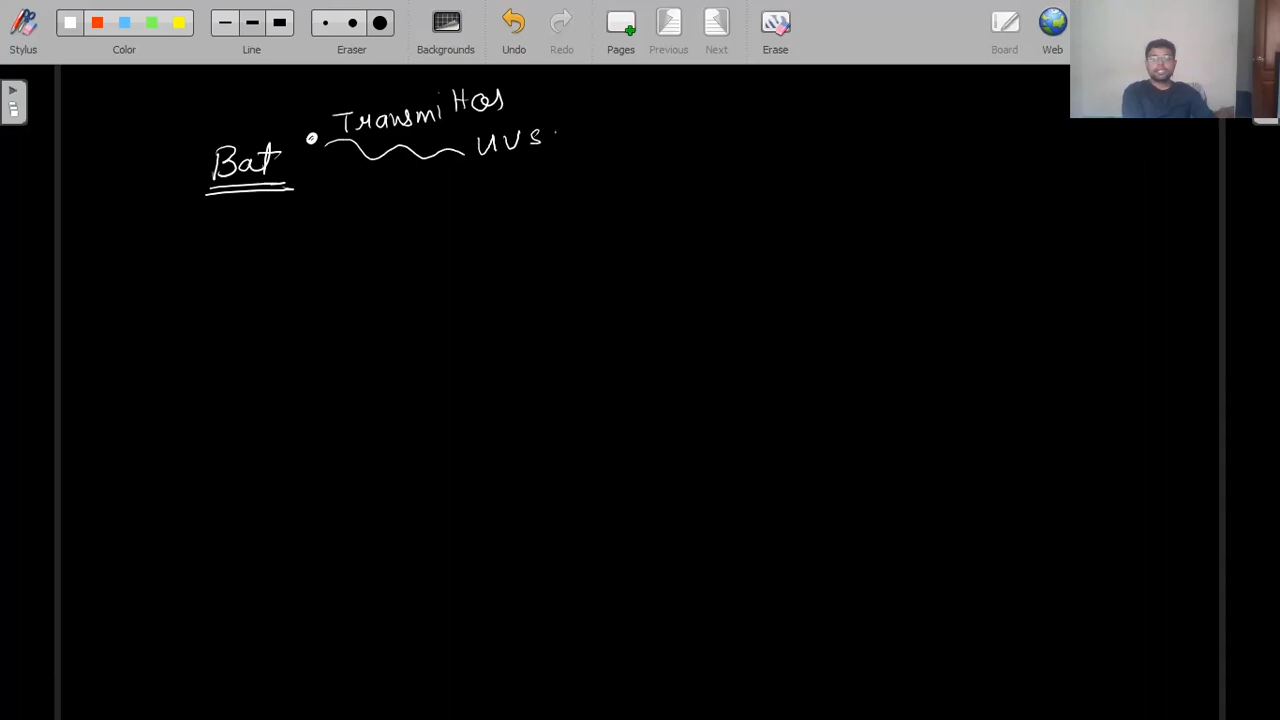 Stylus
Color
Line
Eraser
Backgrounds
Undo
Redo
Pages
Previous
Next
Erase
Board
Web
Transmitter
Bat
UVS